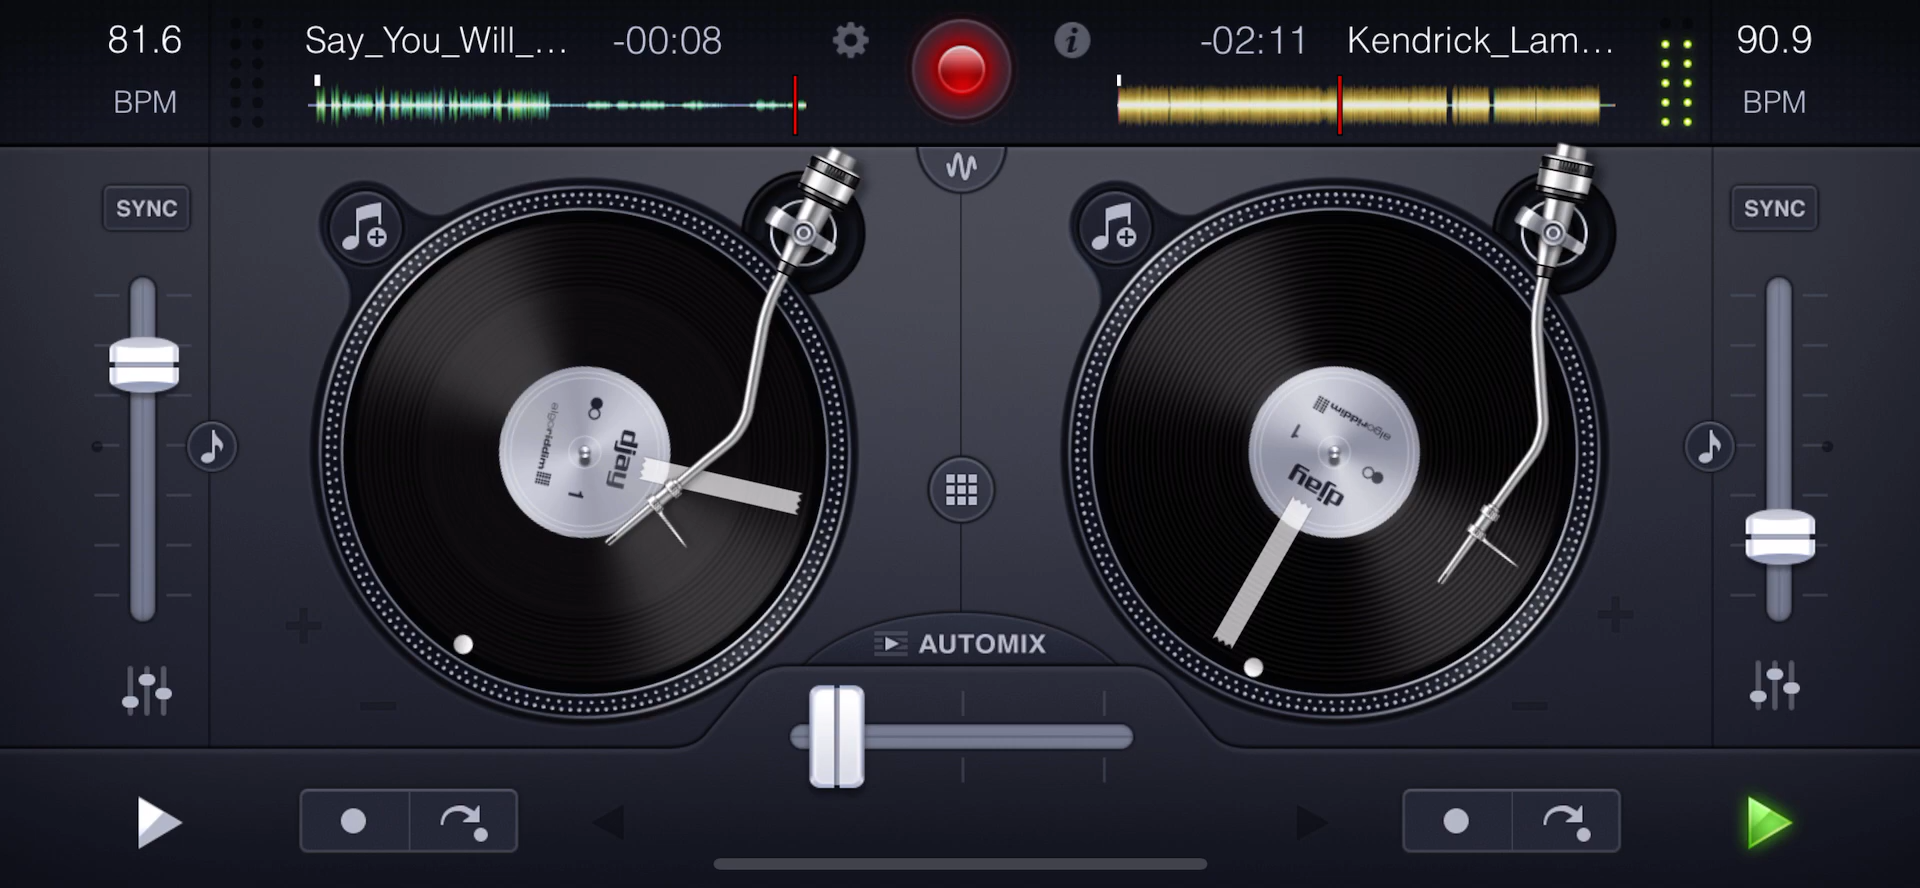 81.6
BPM
Say_You_Will_...
-00:08
-02:11
Kendrick_Lam...
90.9
BPM
SYNC
SYNC
djay
algoriddim
1
djay
algoriddim
1
AUTOMIX